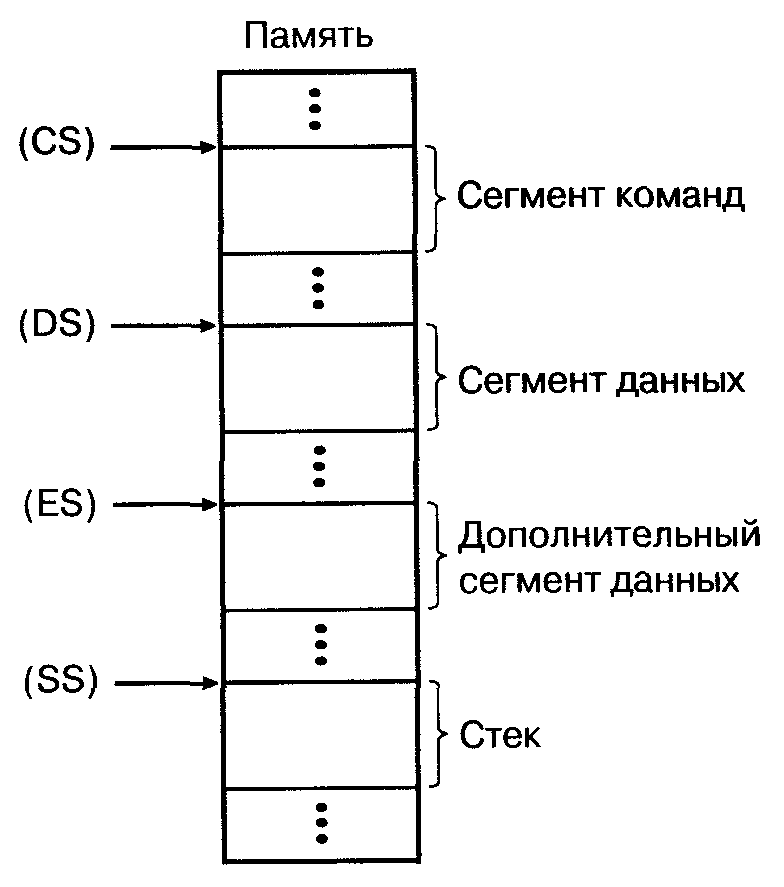 Память
(CS)
Сегмент команд
(DS)
Сегмент данных
(ES)
Дополнительный
сегмент данных
(SS)
Стек